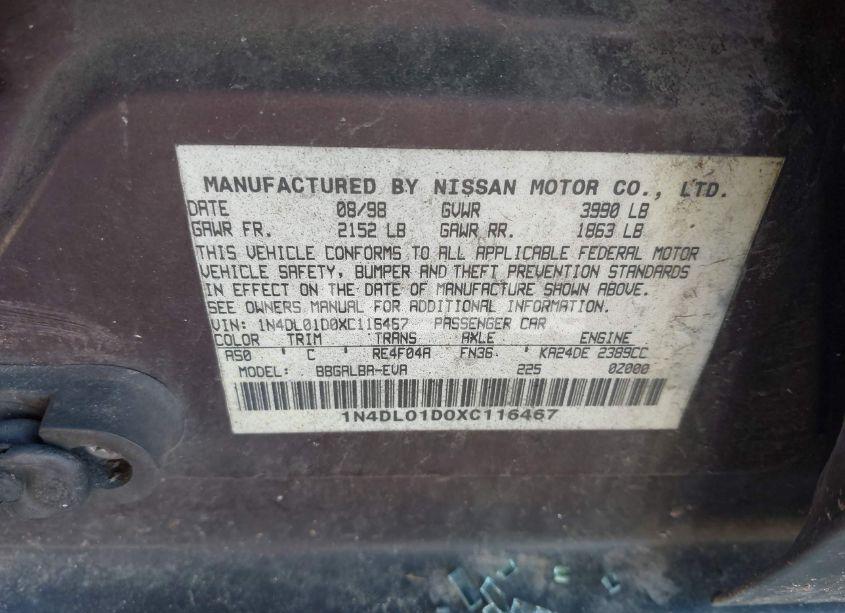 MANUFACTURED BY NISSAN MOTOR CO., LTD.
DATE 08/98 GVWR 3990 LB
GAWR FR. 2152 LB GAWR RR. 1863 LB
THIS VEHICLE CONFORMS TO ALL APPLICABLE FEDERAL MOTOR
VEHICLE SAFETY, BUMPER AND THEFT PREVENTION STANDARDS
IN EFFECT ON THE DATE OF MANUFACTURE SHOWN ABOVE.
SEE OWNERS MANUAL FOR ADDITIONAL INFORMATION.
VIN: 1N4DL01D0XC116467 PASSENGER CAR
COLOR TRIM TRANS AXLE ENGINE
AS0 ' C ' RE4F04A FN36 ' KA24DE 2389CC
MODEL: BBGALBA-EVA 225 0Z000
1N4DL01D0XC116467